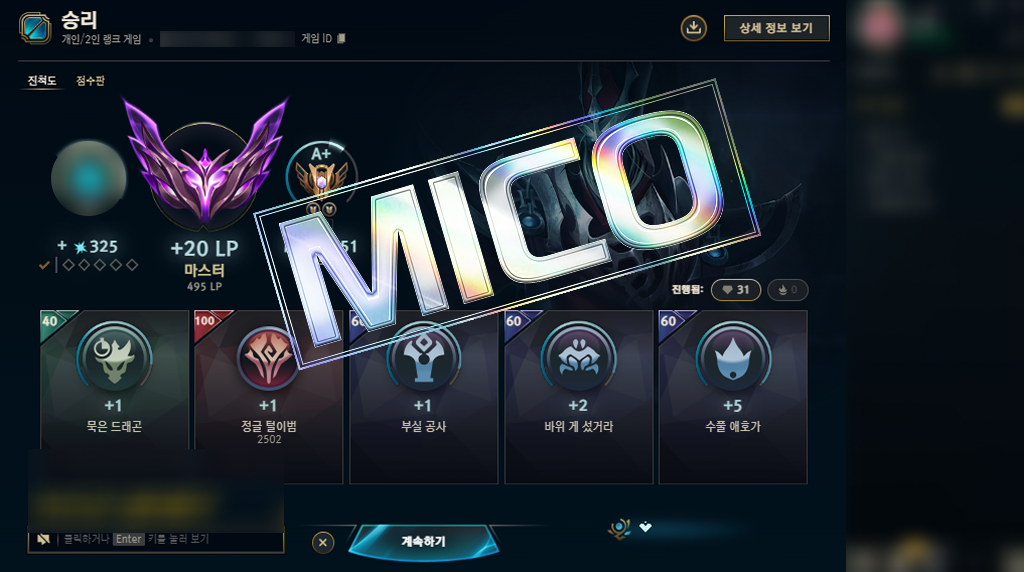 승리
개인/2인 랭크 게임
게임 ID
상세 정보 보기
진척도
점수판
A+
+ 325
+20 LP
51
마스터
495 LP
MICO
진행됨:
31
0
40
100
60
60
+1
+1
+1
+2
+5
묵은 드래곤
정글 털이범
부실 공사
바위 게 섰거라
수풀 애호가
2502
클릭하거나 Enter 키를 눌러 보기
계속하기